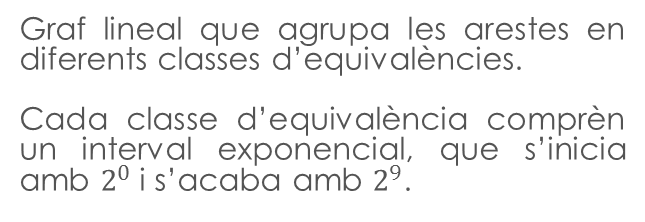 Graf lineal que agrupa les arestes en
diferents classes d’equivalències.
Cada classe d’equivalència comprèn
un interval exponencial, que s’inicia
amb 2⁰ i s’acaba amb 2⁹.